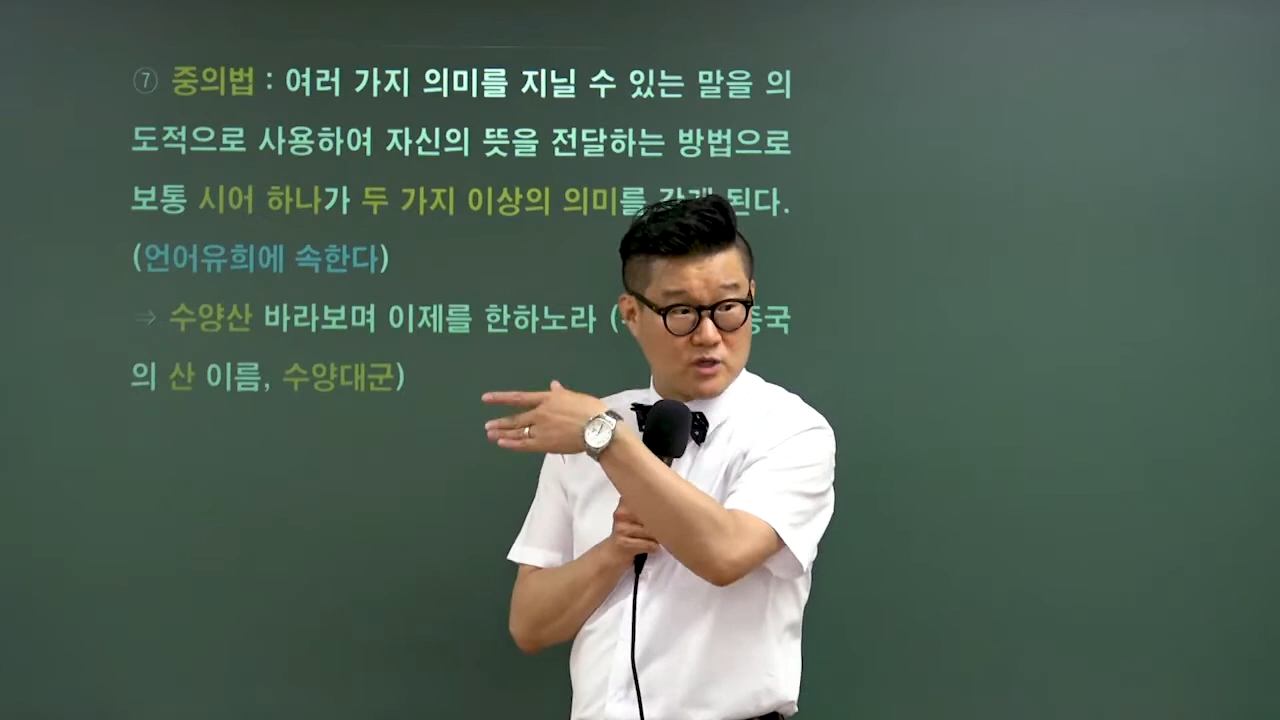 ⑦ 중의법 : 여러 가지 의미를 지닐 수 있는 말을 의
도적으로 사용하여 자신의 뜻을 전달하는 방법으로
보통 시어 하나가 두 가지 이상의 의미를 갖게 된다.
(언어유희에 속한다)
⇒ 수양산 바라보며 이제를 한하노라 ( 중국
의 산 이름, 수양대군)